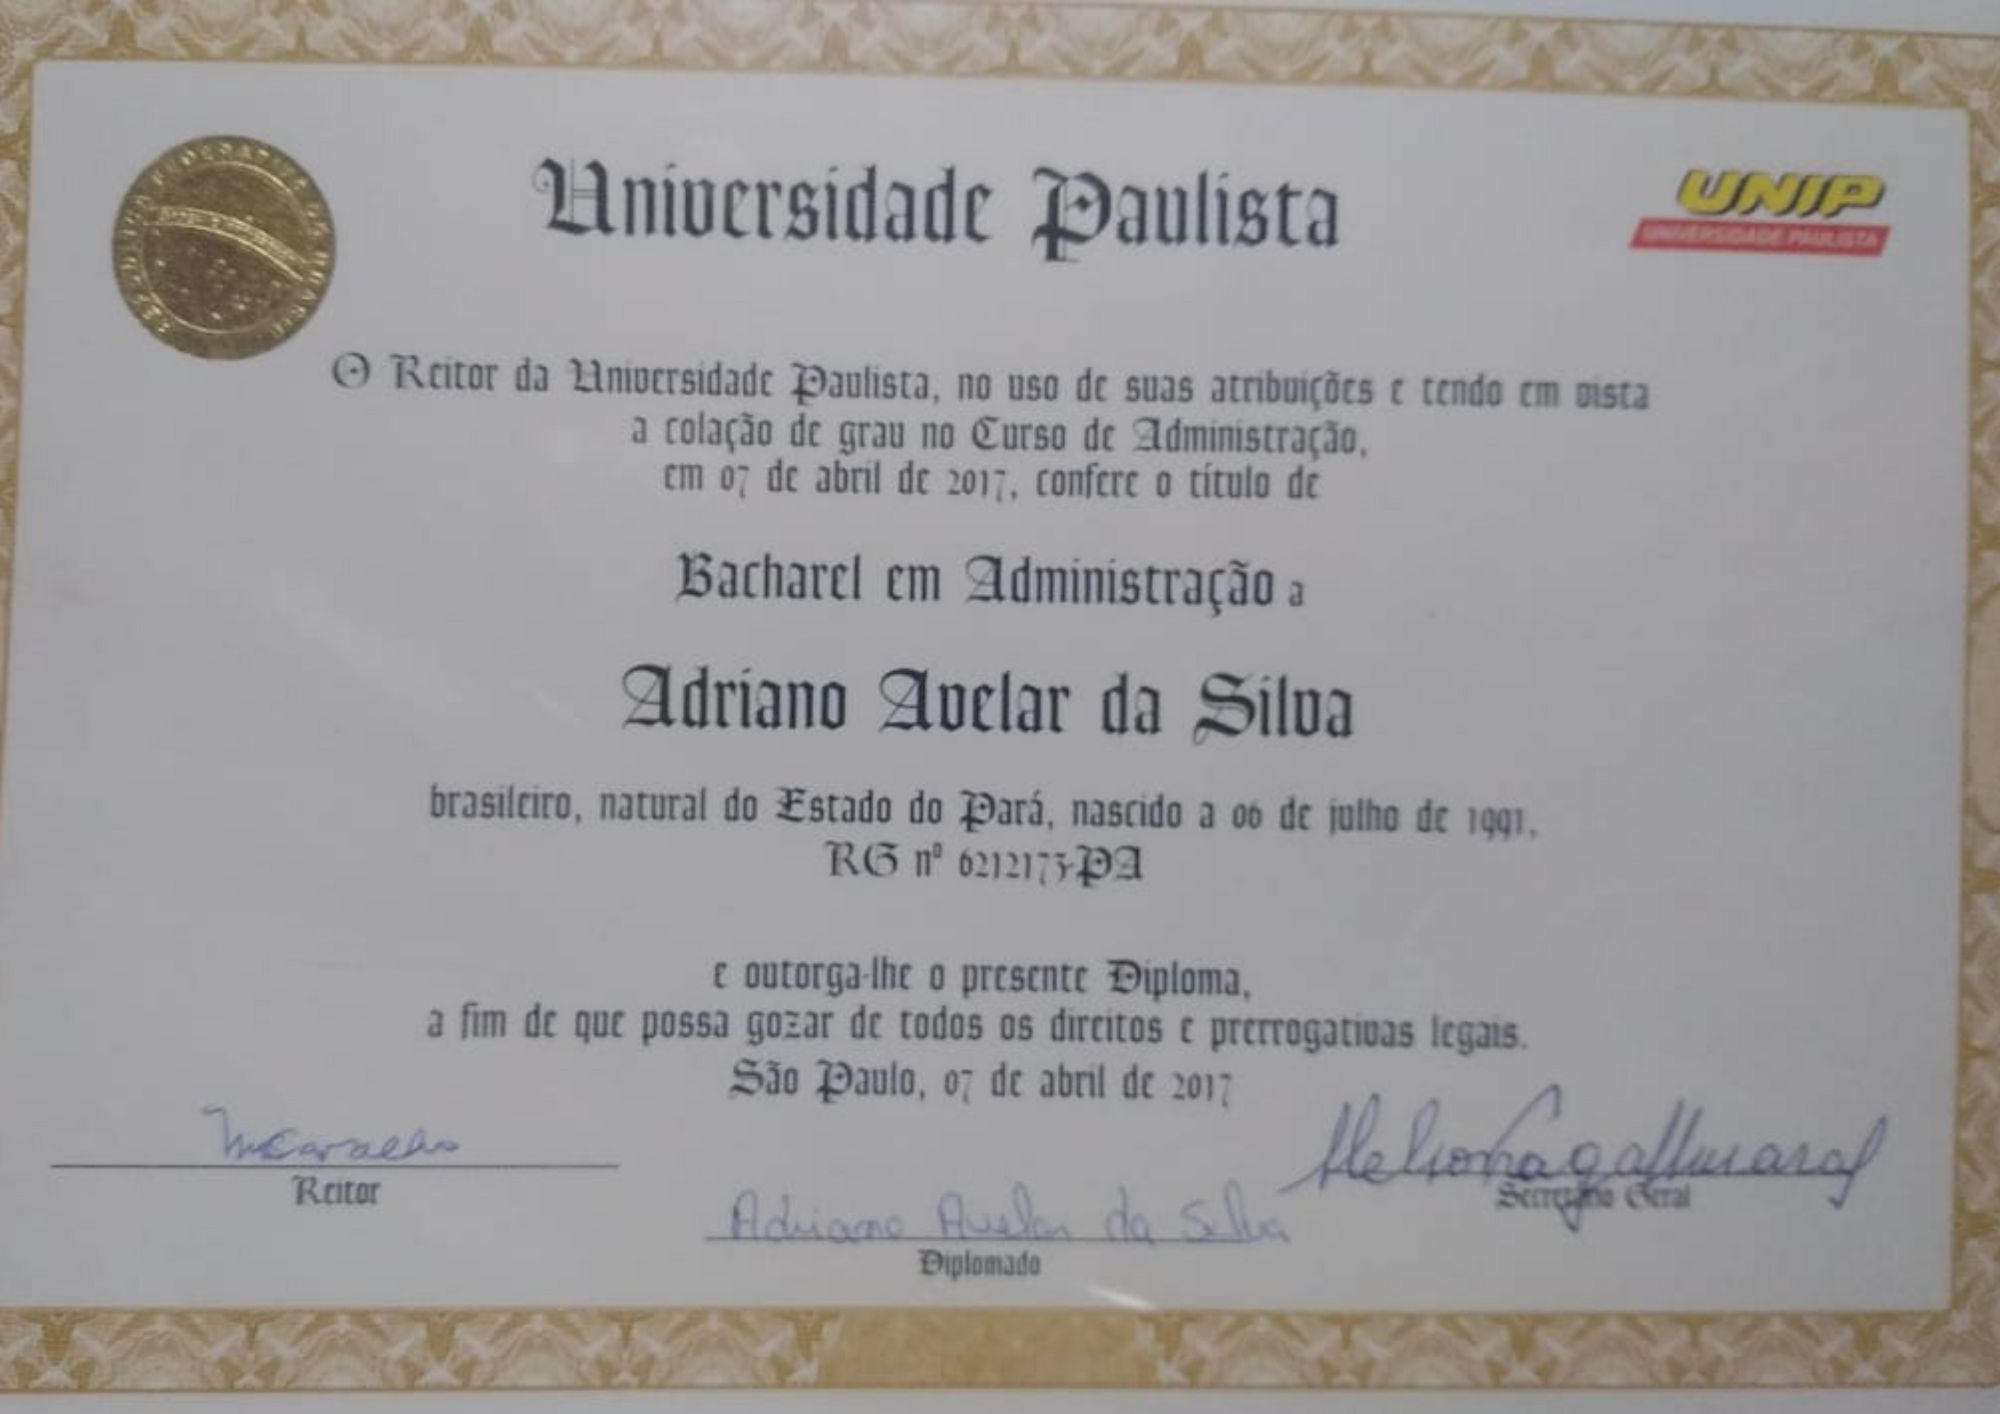 Universidade Paulista
UNIP
UNIVERSIDADE PAULISTA
O Reitor da Universidade Paulista, no uso de suas atribuições e tendo em vista
a colação de grau no Curso de Administração,
em 07 de abril de 2017, confere o título de
Bacharel em Administração a
Adriano Avelar da Silva
brasileiro, natural do Estado do Pará, nascido a 06 de julho de 1991,
RG nº 6212173-PA
e outorga-lhe o presente Diploma,
a fim de que possa gozar de todos os direitos e prerrogativas legais.
São Paulo, 07 de abril de 2017
Reitor
Secretário Geral
Adriano Avelar da Silva
Diplomado